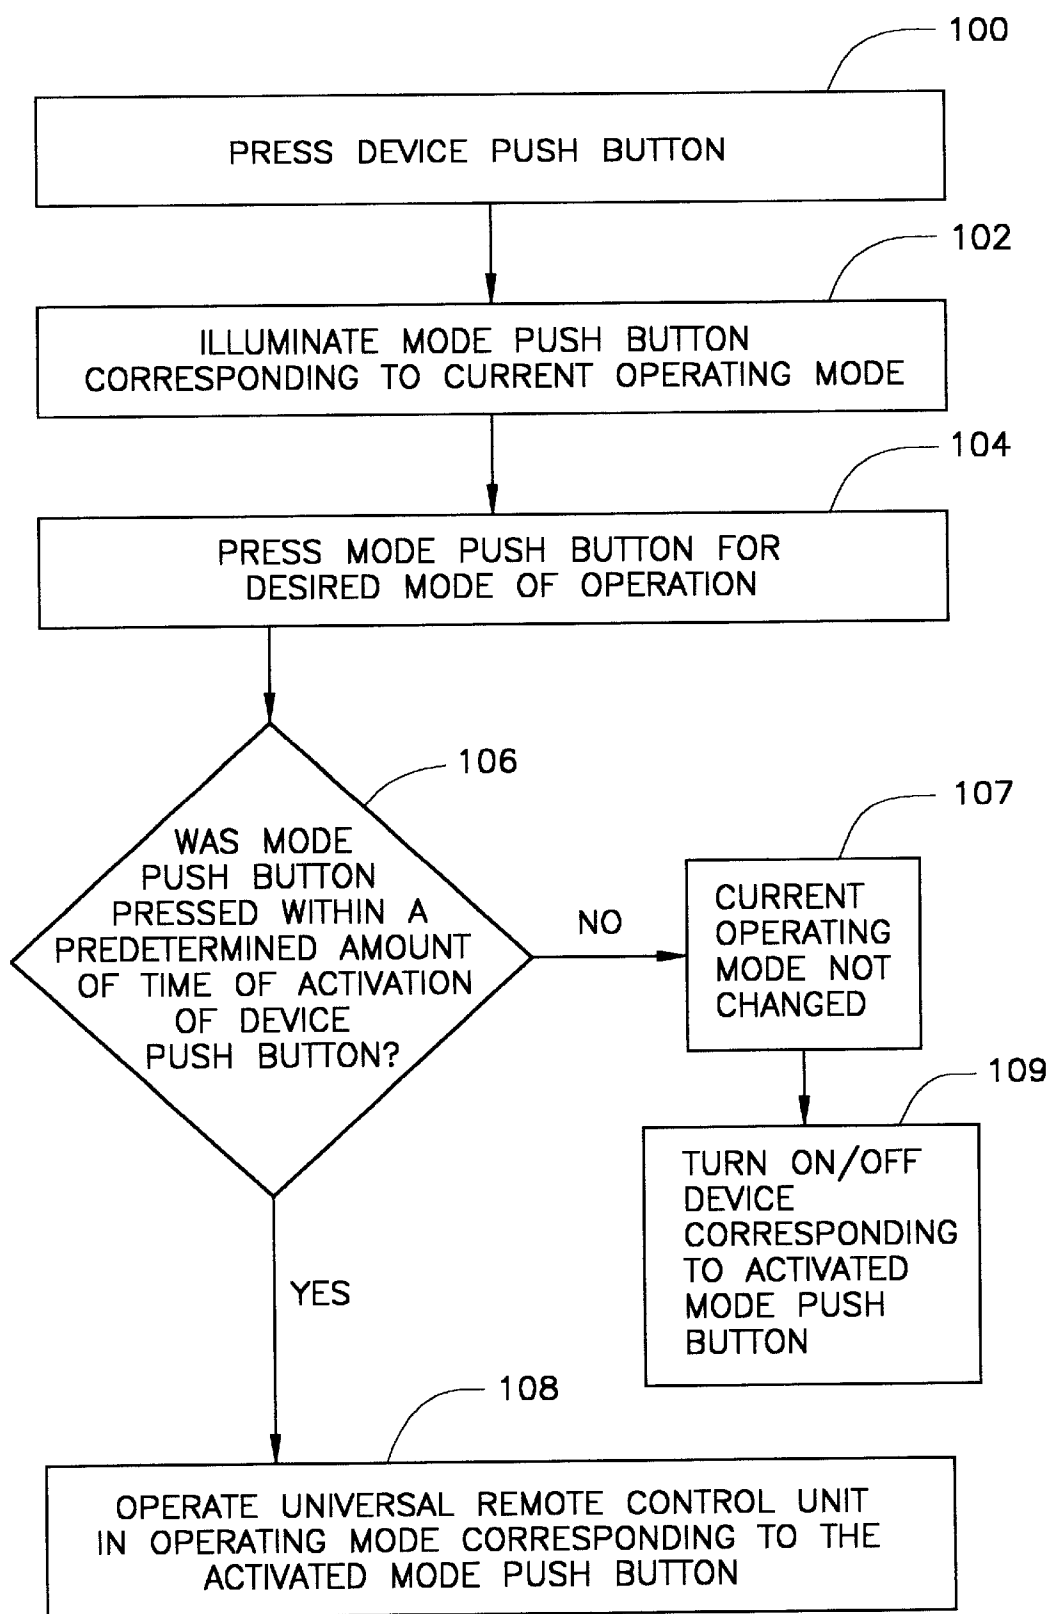 100
PRESS DEVICE PUSH BUTTON
102
ILLUMINATE MODE PUSH BUTTON
CORRESPONDING TO CURRENT OPERATING MODE
104
PRESS MODE PUSH BUTTON FOR
DESIRED MODE OF OPERATION
106
WAS MODE
PUSH BUTTON
PRESSED WITHIN A
PREDETERMINED AMOUNT
OF TIME OF ACTIVATION
OF DEVICE
PUSH BUTTON?
NO
107
CURRENT
OPERATING
MODE NOT
CHANGED
109
TURN ON/OFF
DEVICE
CORRESPONDING
TO ACTIVATED
MODE PUSH
BUTTON
YES
108
OPERATE UNIVERSAL REMOTE CONTROL UNIT
IN OPERATING MODE CORRESPONDING TO THE
ACTIVATED MODE PUSH BUTTON